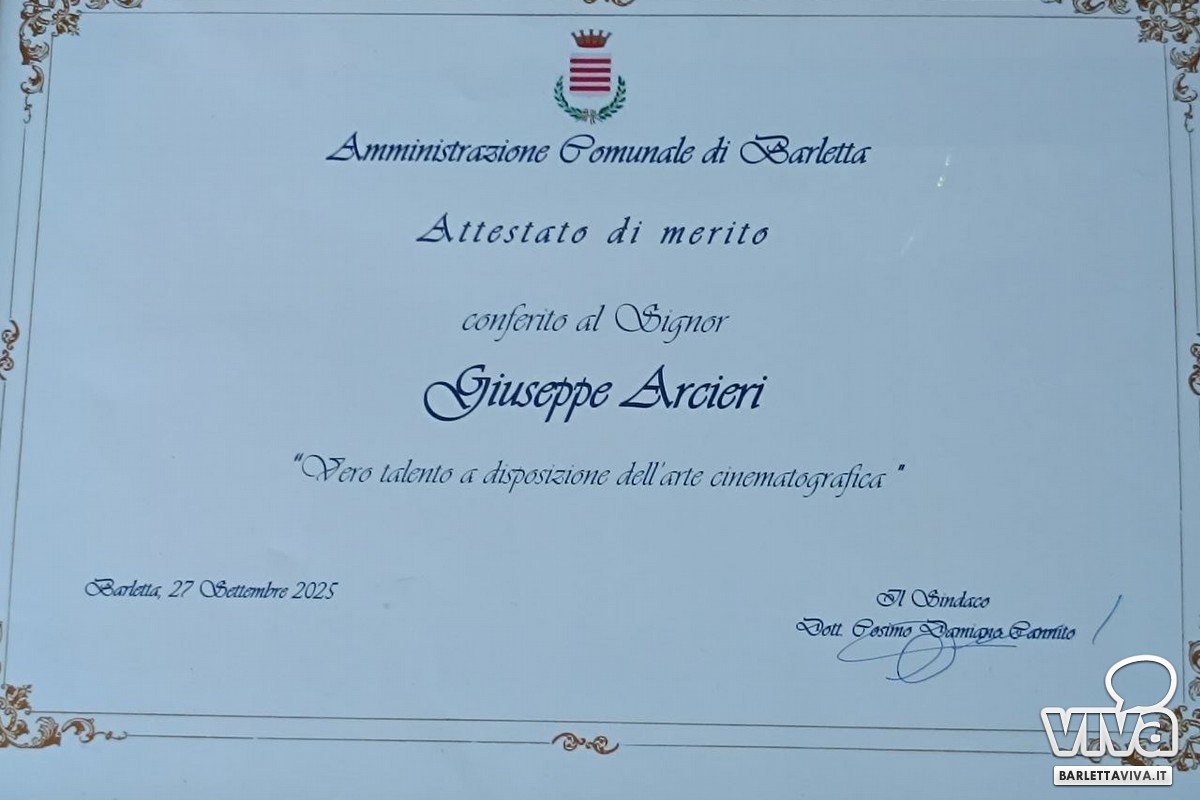 Amministrazione Comunale di Barletta
Attestato di merito
conferito al Signor
Giuseppe Arcieri
"Vero talento a disposizione dell'arte cinematografica"
Barletta, 27 Settembre 2025
Il Sindaco
Dott. Cosimo Damiano Cannito
VIVA
BARLETTAVIVA.IT